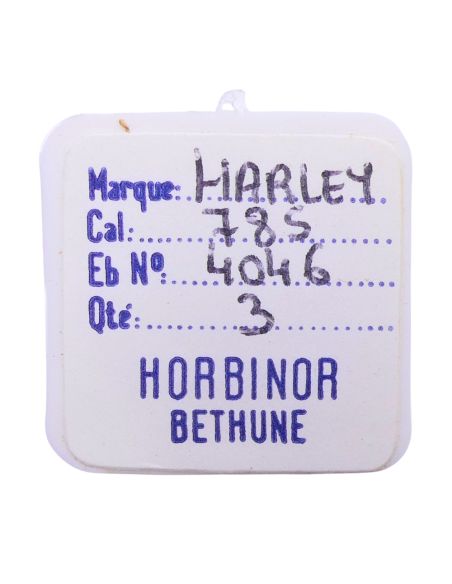 Marque: HARLEY
Cal: 785
Eb Nº 4046
Qté: 3
HORBINOR
BETHUNE